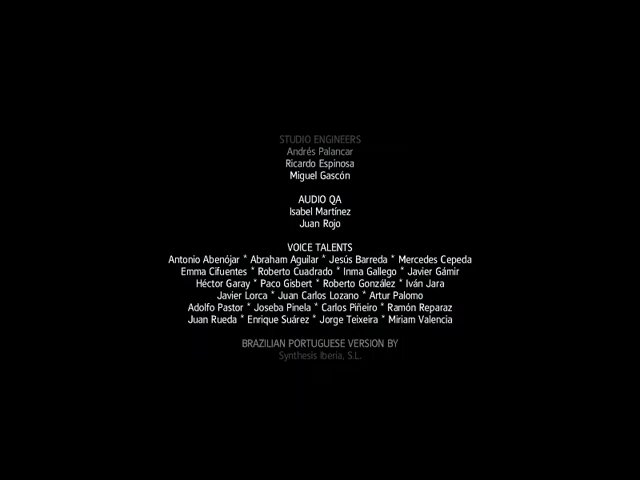 STUDIO ENGINEERS
Andrés Palancar
Ricardo Espinosa
Miguel Gascón
AUDIO QA
Isabel Martínez
Juan Rojo
VOICE TALENTS
Antonio Abenójar * Abraham Aguilar * Jesús Barreda * Mercedes Cepeda
Emma Cifuentes * Roberto Cuadrado * Inma Gallego * Javier Gámir
Héctor Garay * Paco Gisbert * Roberto González * Iván Jara
Javier Lorca * Juan Carlos Lozano * Artur Palomo
Adolfo Pastor * Joseba Pinela * Carlos Piñeiro * Ramón Reparaz
Juan Rueda * Enrique Suárez * Jorge Teixeira * Miriam Valencia
BRAZILIAN PORTUGUESE VERSION BY
Synthesis Iberia, S.L.